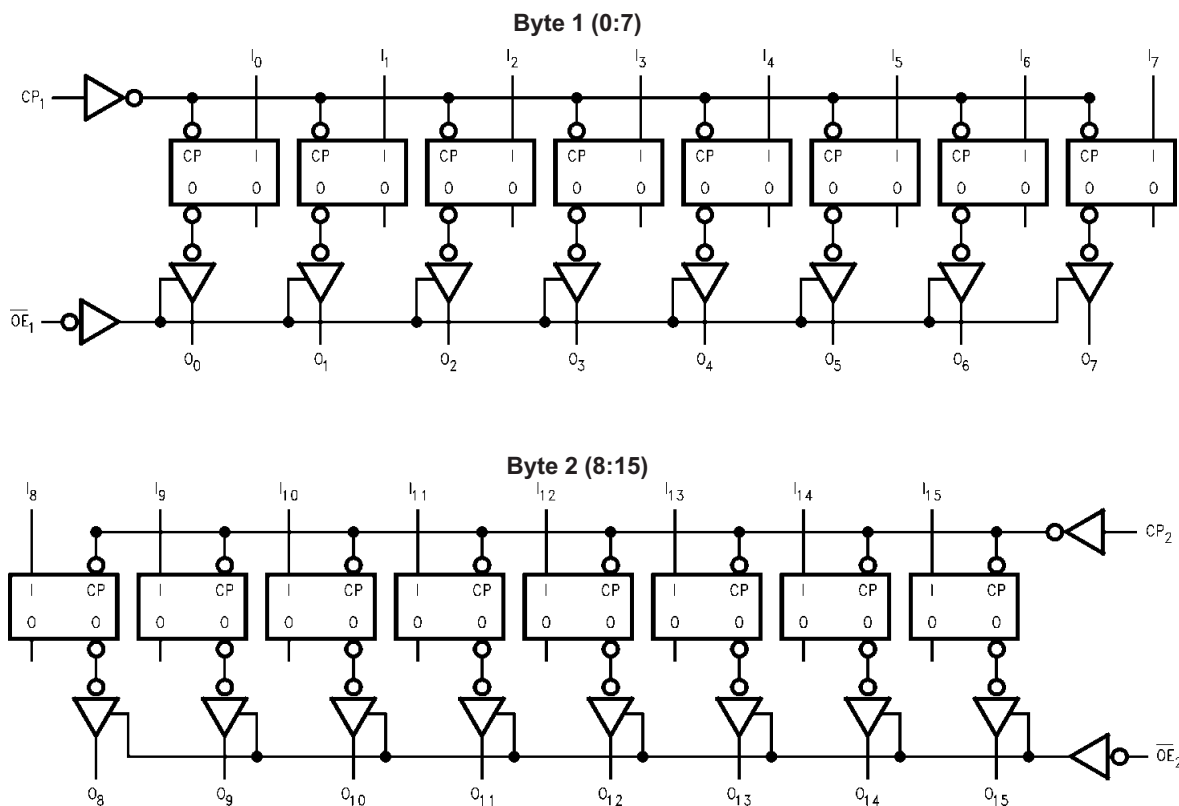 Byte 1 (0:7)
I0 I1 I2 I3 I4 I5 I6 I7
CP1
CP I CP I CP I CP I CP I CP I CP I CP I
O O O O O O O O O O O O O O O O
OE1
O0 O1 O2 O3 O4 O5 O6 O7
Byte 2 (8:15)
I8 I9 I10 I11 I12 I13 I14 I15
CP2
I CP I CP I CP I CP I CP I CP I CP I CP
O O O O O O O O O O O O O O O O
OE2
O8 O9 O10 O11 O12 O13 O14 O15